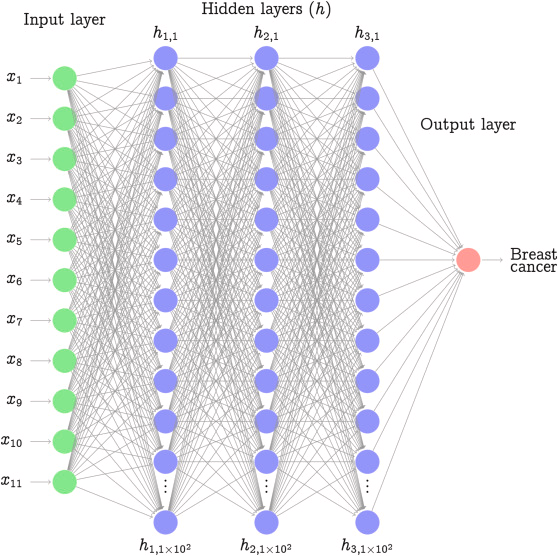 Hidden layers (h)
Input layer
h1,1 h2,1 h3,1
x1
x2
x3
Output layer
x4
x5
Breast
cancer
x6
x7
x8
x9
x10
x11
⋮ ⋮ ⋮
h1,1×10² h2,1×10² h3,1×10²